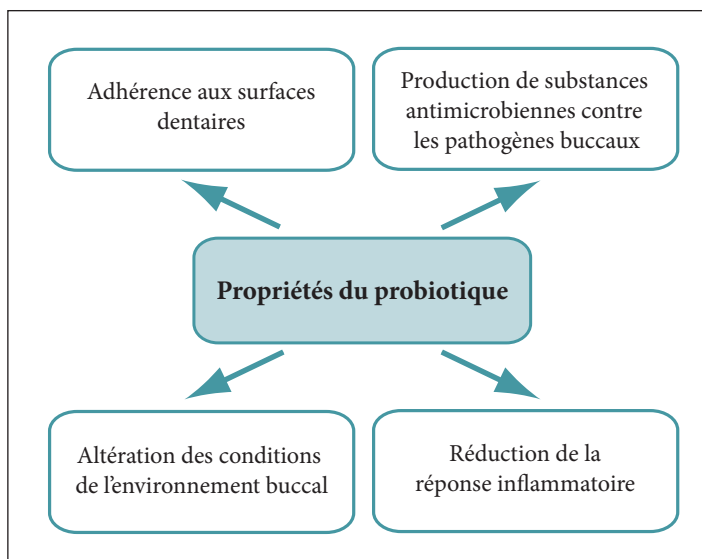 Adhérence aux surfaces
dentaires
Production de substances
antimicrobiennes contre
les pathogènes buccaux
Propriétés du probiotique
Altération des conditions
de l'environnement buccal
Réduction de la
réponse inflammatoire